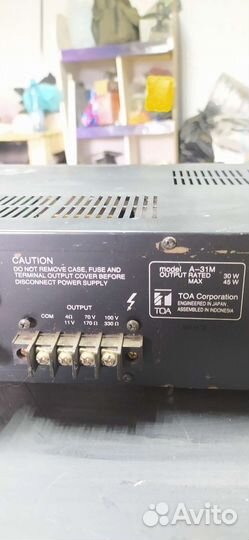 CAUTION
DO NOT REMOVE CASE, FUSE AND
TERMINAL OUTPUT COVER BEFORE
DISCONNECT POWER SUPPLY
OUTPUT
COM 4Ω 70 V 100 V
11 V 170 Ω 330 Ω
model A-31M
OUTPUT RATED 30 W
MAX 45 W
TOA Corporation
ENGINEERED IN JAPAN
ASSEMBLED IN INDONESIA
TOA
Avito